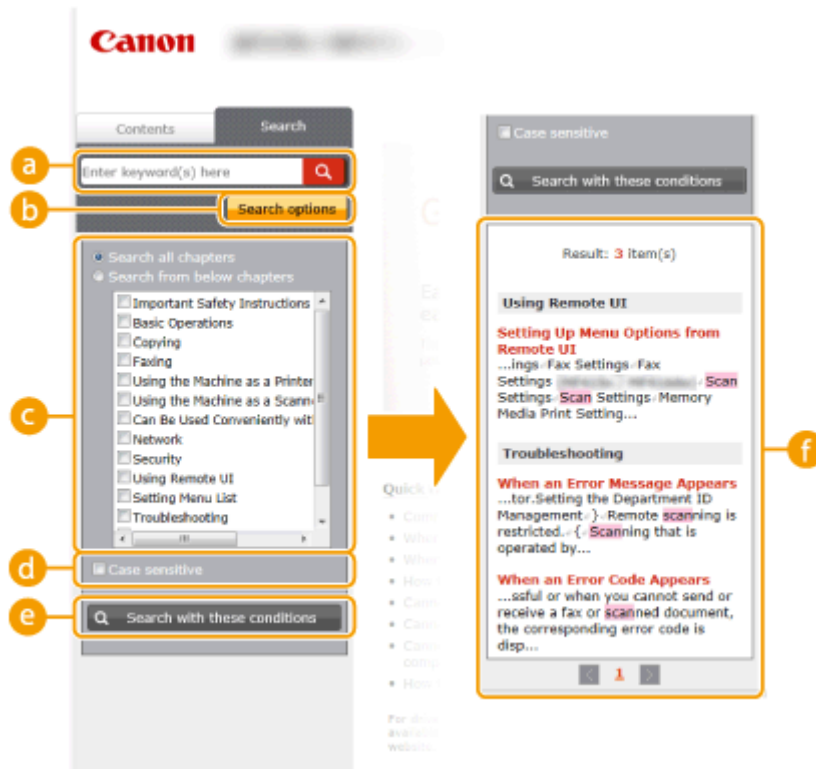 Canon
Contents
Search
a
Enter keyword(s) here
b
Search options
c
Search all chapters
Search from below chapters
Important Safety Instructions
Basic Operations
Copying
Faxing
Using the Machine as a Printer
Using the Machine as a Scann
Can Be Used Conveniently wit
Network
Security
Using Remote UI
Setting Menu List
Troubleshooting
d
Case sensitive
e
Search with these conditions
Quick
For
website
Case sensitive
Search with these conditions
f
Result: 3 item(s)
Using Remote UI
Setting Up Menu Options from
Remote UI
...ings Fax Settings Fax
Settings Scan
Settings Scan Settings Memory
Media Print Setting...
Troubleshooting
When an Error Message Appears
...tor.Setting the Department ID
Management } Remote scanning is
restricted. { Scanning that is
operated by...
When an Error Code Appears
...ssful or when you cannot send or
receive a fax or scanned document,
the corresponding error code is
disp...
1